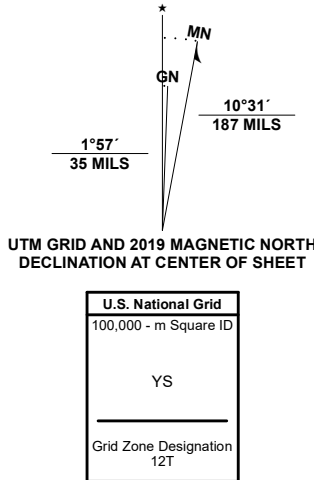 ★
MN
GN
1°57´
35 MILS
10°31´
187 MILS
UTM GRID AND 2019 MAGNETIC NORTH
DECLINATION AT CENTER OF SHEET
U.S. National Grid
100,000 - m Square ID
YS
Grid Zone Designation
12T